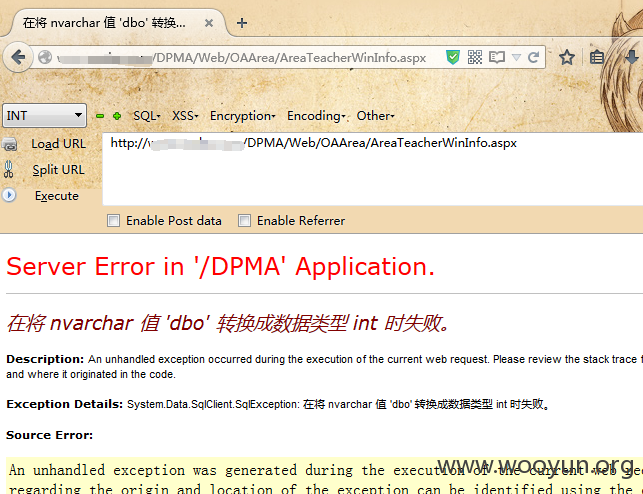 在将 nvarchar 值 'dbo' 转换...
/DPMA/Web/OAArea/AreaTeacherWinInfo.aspx
INT SQL XSS Encryption Encoding Other
Load URL http:// /DPMA/Web/OAArea/AreaTeacherWinInfo.aspx
Split URL
Execute
Enable Post data Enable Referrer
Server Error in '/DPMA' Application.
在将 nvarchar 值 'dbo' 转换成数据类型 int 时失败。
Description: An unhandled exception occurred during the execution of the current web request. Please review the stack trace f
and where it originated in the code.
Exception Details: System.Data.SqlClient.SqlException: 在将 nvarchar 值 'dbo' 转换成数据类型 int 时失败。
Source Error:
www.wooyun.org
An unhandled exception was generated during the execution of the current web req
regarding the origin and location of the exception can be identified using the